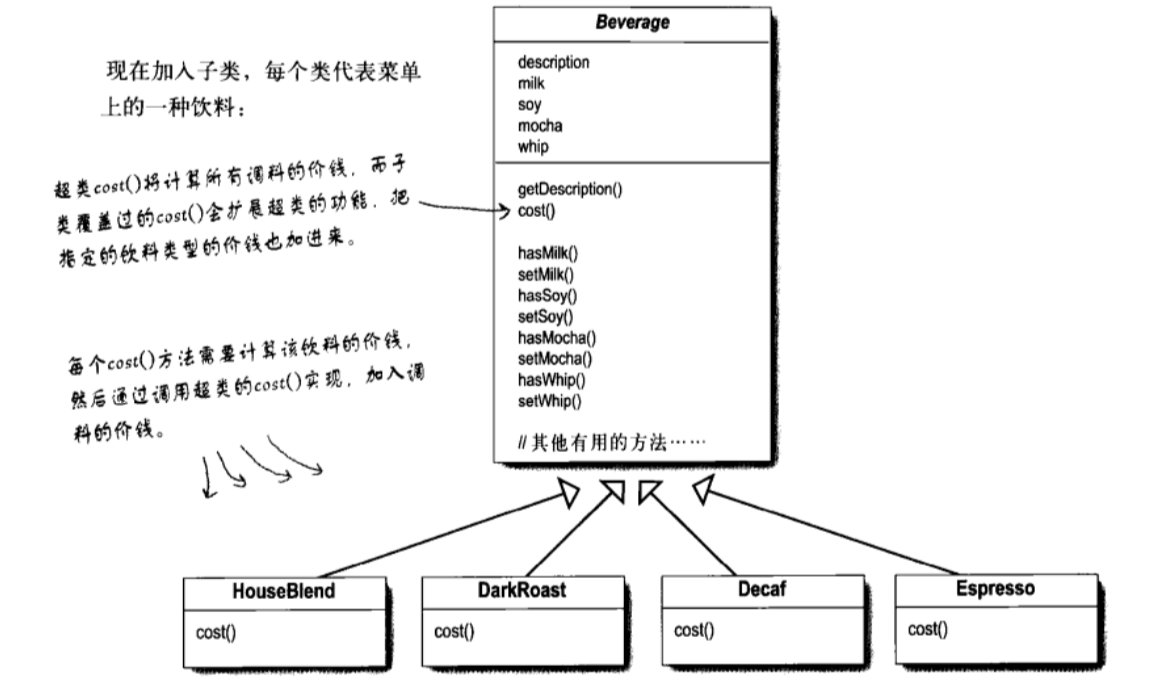 现在加入子类，每个类代表菜单
上的一种饮料：
超类cost()将计算所有调料的价钱，而子
类覆盖过的cost()会扩展超类的功能，把
指定的饮料类型的价钱也加进来。
每个cost()方法需要计算该饮料的价钱，
然后通过调用超类的cost()实现，加入调
料的价钱。
Beverage
description
milk
soy
mocha
whip
getDescription()
cost()
hasMilk()
setMilk()
hasSoy()
setSoy()
hasMocha()
setMocha()
hasWhip()
setWhip()
// 其他有用的方法……
HouseBlend
cost()
DarkRoast
cost()
Decaf
cost()
Espresso
cost()